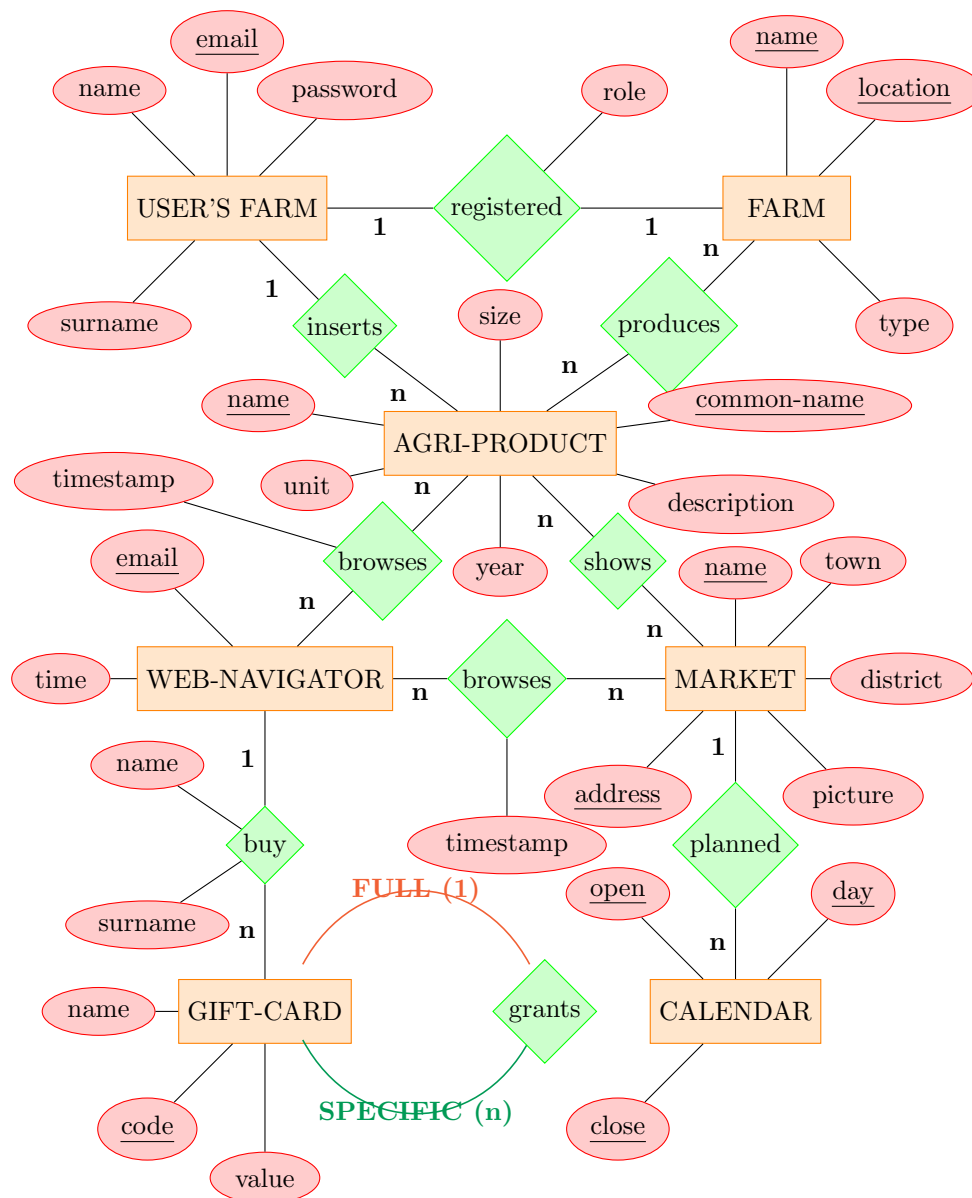 email
name
name
password
role
location
USER'S FARM
registered
FARM
1
1
n
1
surname
inserts
size
produces
type
n
n
name
common-name
AGRI-PRODUCT
timestamp
unit
n
description
n
email
browses
year
shows
name
town
n
n
time
WEB-NAVIGATOR
n
browses
n
MARKET
district
name
1
1
address
picture
buy
timestamp
planned
FULL (1)
open
day
surname
n
n
name
GIFT-CARD
grants
CALENDAR
SPECIFIC (n)
code
close
value